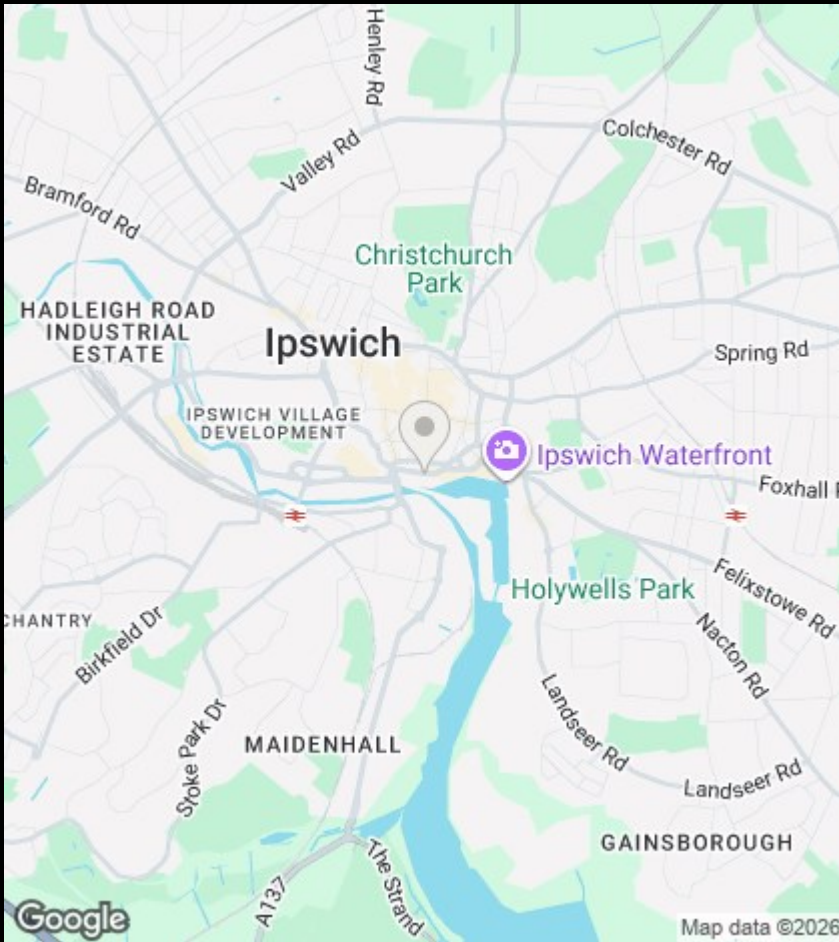 Henley Rd
Colchester Rd
Valley Rd
Bramford Rd
Christchurch
Park
HADLEIGH ROAD
INDUSTRIAL
ESTATE
Ipswich
Spring Rd
IPSWICH VILLAGE
DEVELOPMENT
Ipswich Waterfront
Foxhall R
Holywells Park
Felixstowe Rd
CHANTRY
Birkfield Dr
Nacton Rd
Stoke Park Dr
Landseer Rd
MAIDENHALL
Landseer Rd
GAINSBOROUGH
The Strand
A137
Google
Map data ©2026